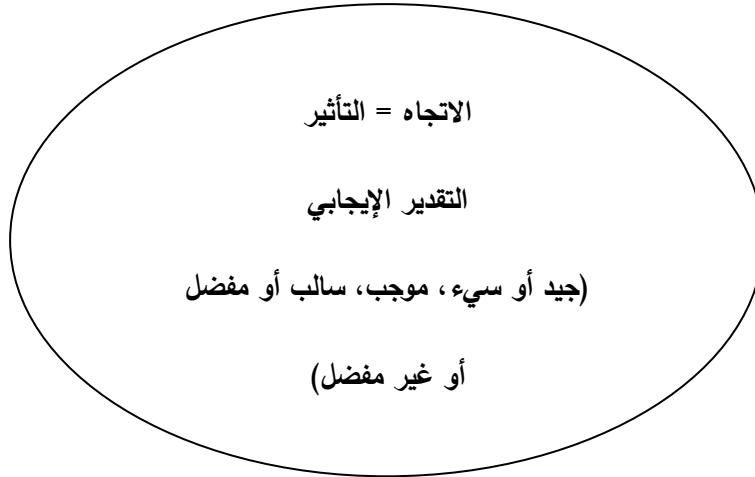 الاتجاه = التأثير
التقدير الإيجابي
(جيد أو سيء، موجب، سالب أو مفضل
أو غير مفضل)